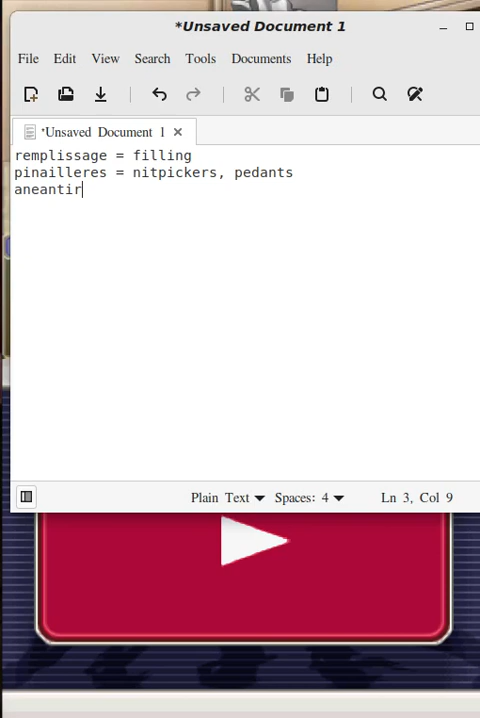 *Unsaved Document 1
File Edit View Search Tools Documents Help
*Unsaved Document 1
remplissage = filling
pinailleres = nitpickers, pedants
aneantir
Plain Text Spaces: 4 Ln 3, Col 9